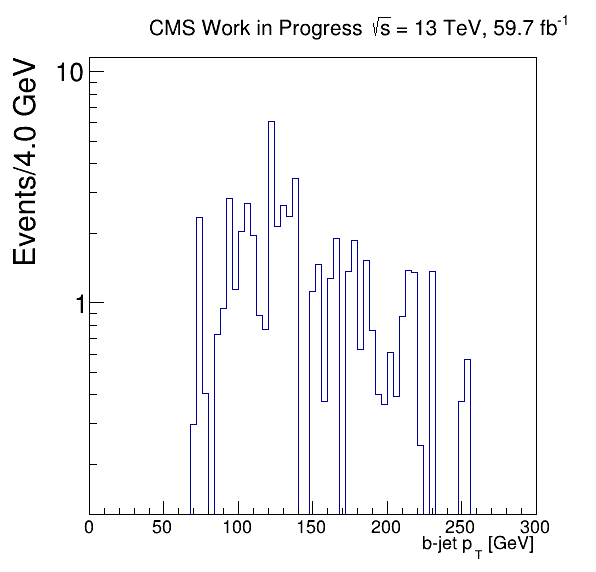 CMS Work in Progress √s = 13 TeV, 59.7 fb⁻¹
Events/4.0 GeV
10
1
0 50 100 150 200 250 300
b-jet p_T [GeV]